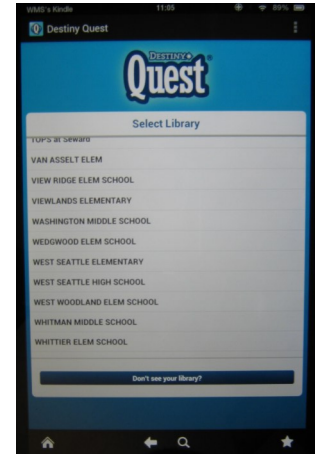 WMS's Kindle 11:05 89%
Destiny Quest
DESTINY
Quest
Select Library
TOPS at Seward
VAN ASSELT ELEM
VIEW RIDGE ELEM SCHOOL
VIEWLANDS ELEMENTARY
WASHINGTON MIDDLE SCHOOL
WEDGWOOD ELEM SCHOOL
WEST SEATTLE ELEMENTARY
WEST SEATTLE HIGH SCHOOL
WEST WOODLAND ELEM SCHOOL
WHITMAN MIDDLE SCHOOL
WHITTIER ELEM SCHOOL
Don't see your library?